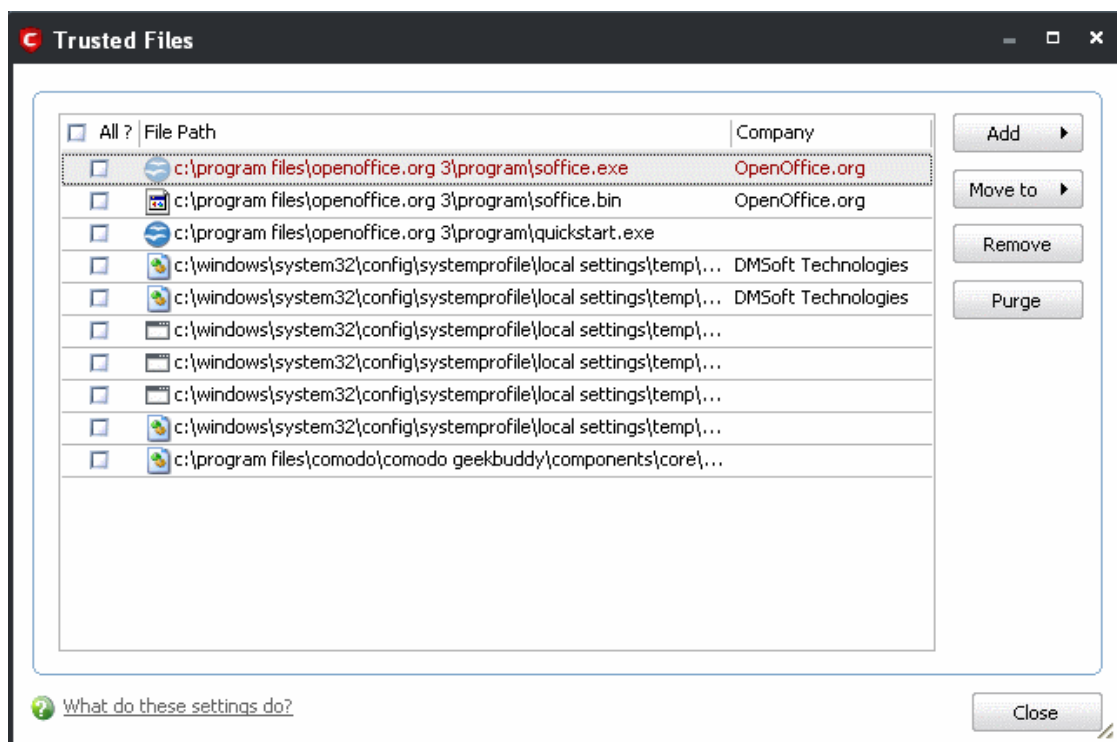 Trusted Files
All ? File Path Company
c:\program files\openoffice.org 3\program\soffice.exe OpenOffice.org
c:\program files\openoffice.org 3\program\soffice.bin OpenOffice.org
c:\program files\openoffice.org 3\program\quickstart.exe
c:\windows\system32\config\systemprofile\local settings\temp\... DMSoft Technologies
c:\windows\system32\config\systemprofile\local settings\temp\... DMSoft Technologies
c:\windows\system32\config\systemprofile\local settings\temp\...
c:\windows\system32\config\systemprofile\local settings\temp\...
c:\windows\system32\config\systemprofile\local settings\temp\...
c:\windows\system32\config\systemprofile\local settings\temp\...
c:\program files\comodo\comodo geekbuddy\components\core\...
Add
Move to
Remove
Purge
What do these settings do?
Close